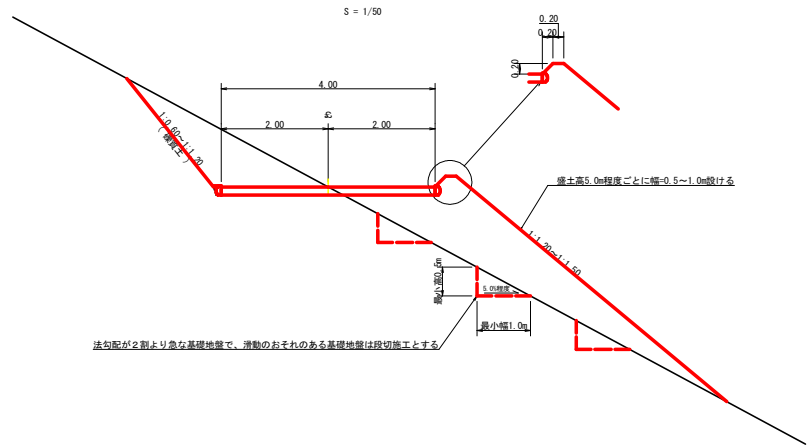 S = 1/50
0.20
0.20
0.20
4.00
2.00
2.00
1:0.60~1:1.20
( 礫質土 )
盛土高5.0m程度ごとに幅=0.5~1.0m設ける
1:1.20~1:1.50
最小高0.5m
5.0%程度
最小幅1.0m
法勾配が2割より急な基礎地盤で、滑動のおそれのある基礎地盤は段切施工とする